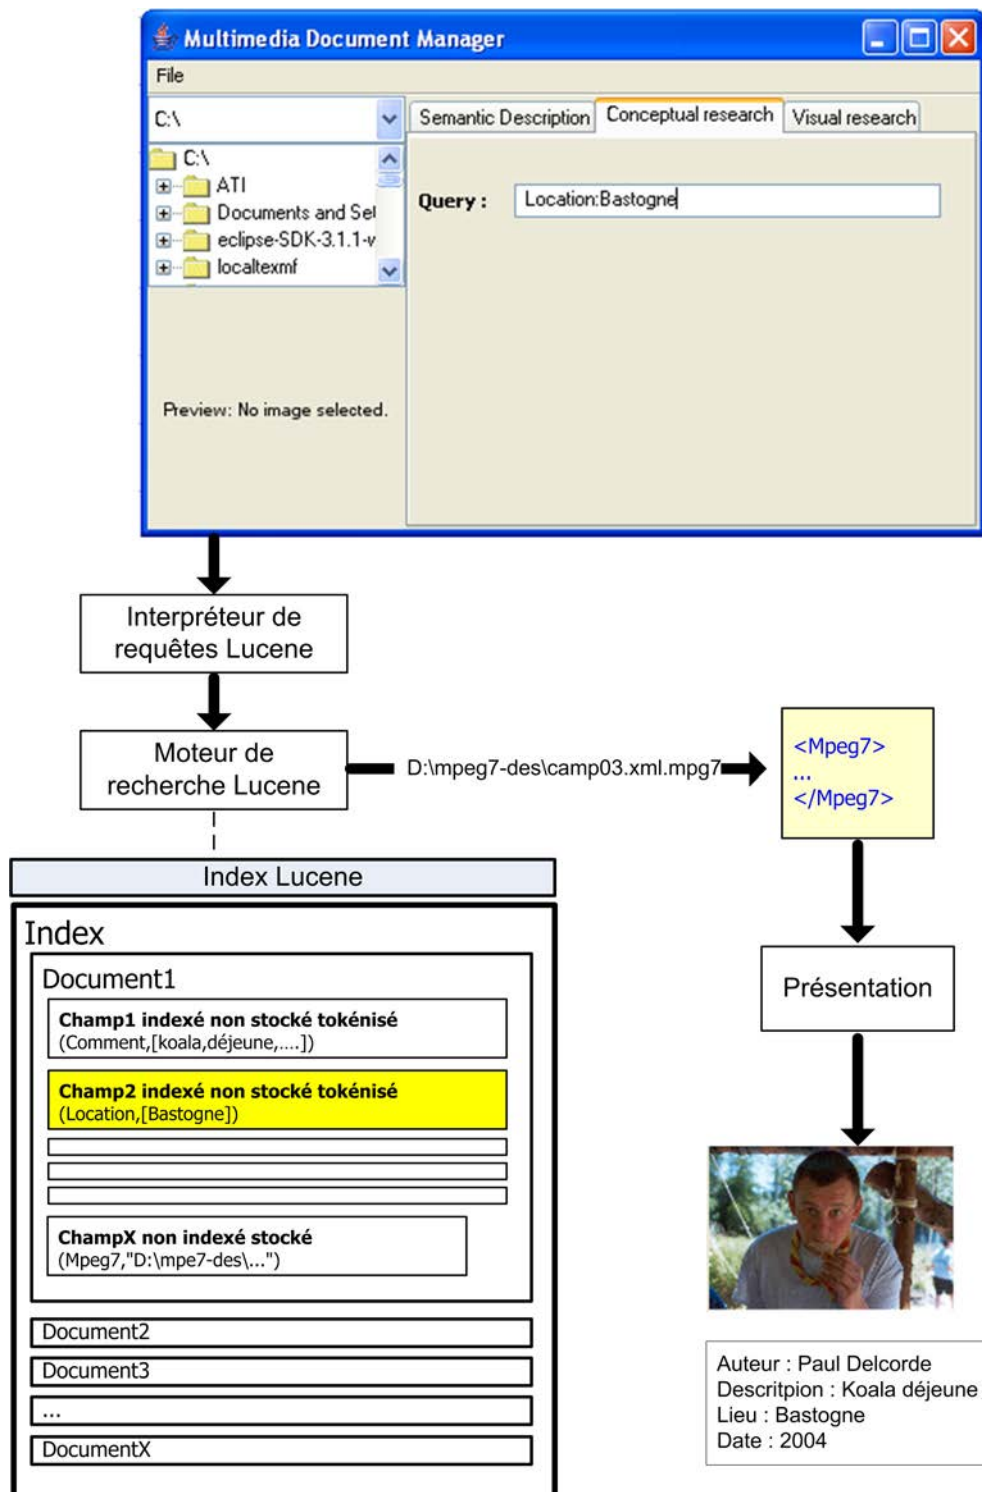 Multimedia Document Manager
File
C:\
Semantic Description
Conceptual research
Visual research
C:\
ATI
Documents and Set
eclipse-SDK-3.1.1-w
localtexmf
Query :
Location:Bastogne
Preview: No image selected.
Interpréteur de
requêtes Lucene
Moteur de
recherche Lucene
D:\mpeg7-des\camp03.xml.mpg7
<Mpeg7>
...
</Mpeg7>
Index Lucene
Index
Document1
Champ1 indexé non stocké tokénisé
(Comment,[koala,déjeune,....])
Champ2 indexé non stocké tokénisé
(Location,[Bastogne])
ChampX non indexé stocké
(Mpeg7,"D:\mpe7-des\...")
Document2
Document3
...
DocumentX
Présentation
Auteur : Paul Delcorde
Descritpion : Koala déjeune
Lieu : Bastogne
Date : 2004